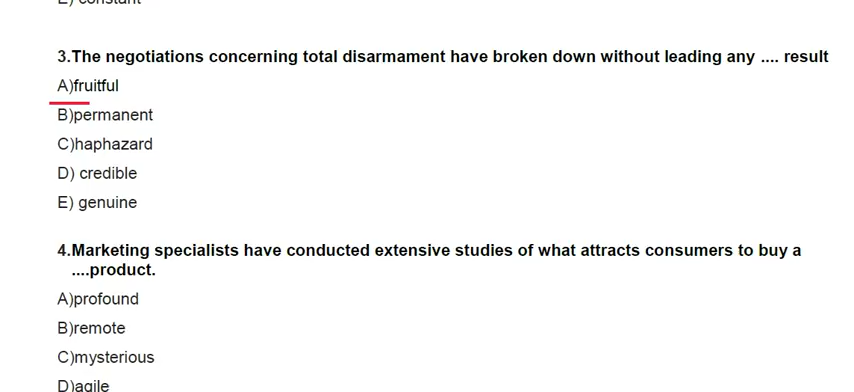 E) constant
3.The negotiations concerning total disarmament have broken down without leading any .... result
A)fruitful
B)permanent
C)haphazard
D) credible
E) genuine
4.Marketing specialists have conducted extensive studies of what attracts consumers to buy a
....product.
A)profound
B)remote
C)mysterious
D)agile